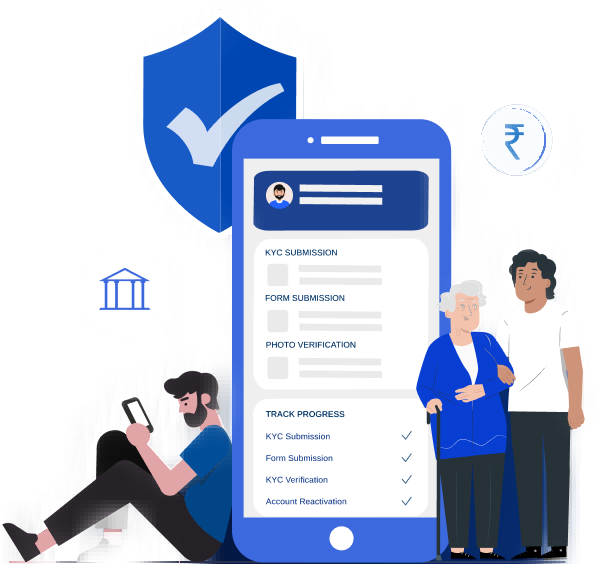 ₹
KYC SUBMISSION
FORM SUBMISSION
PHOTO VERIFICATION
TRACK PROGRESS
KYC Submission
Form Submission
KYC Verification
Account Reactivation